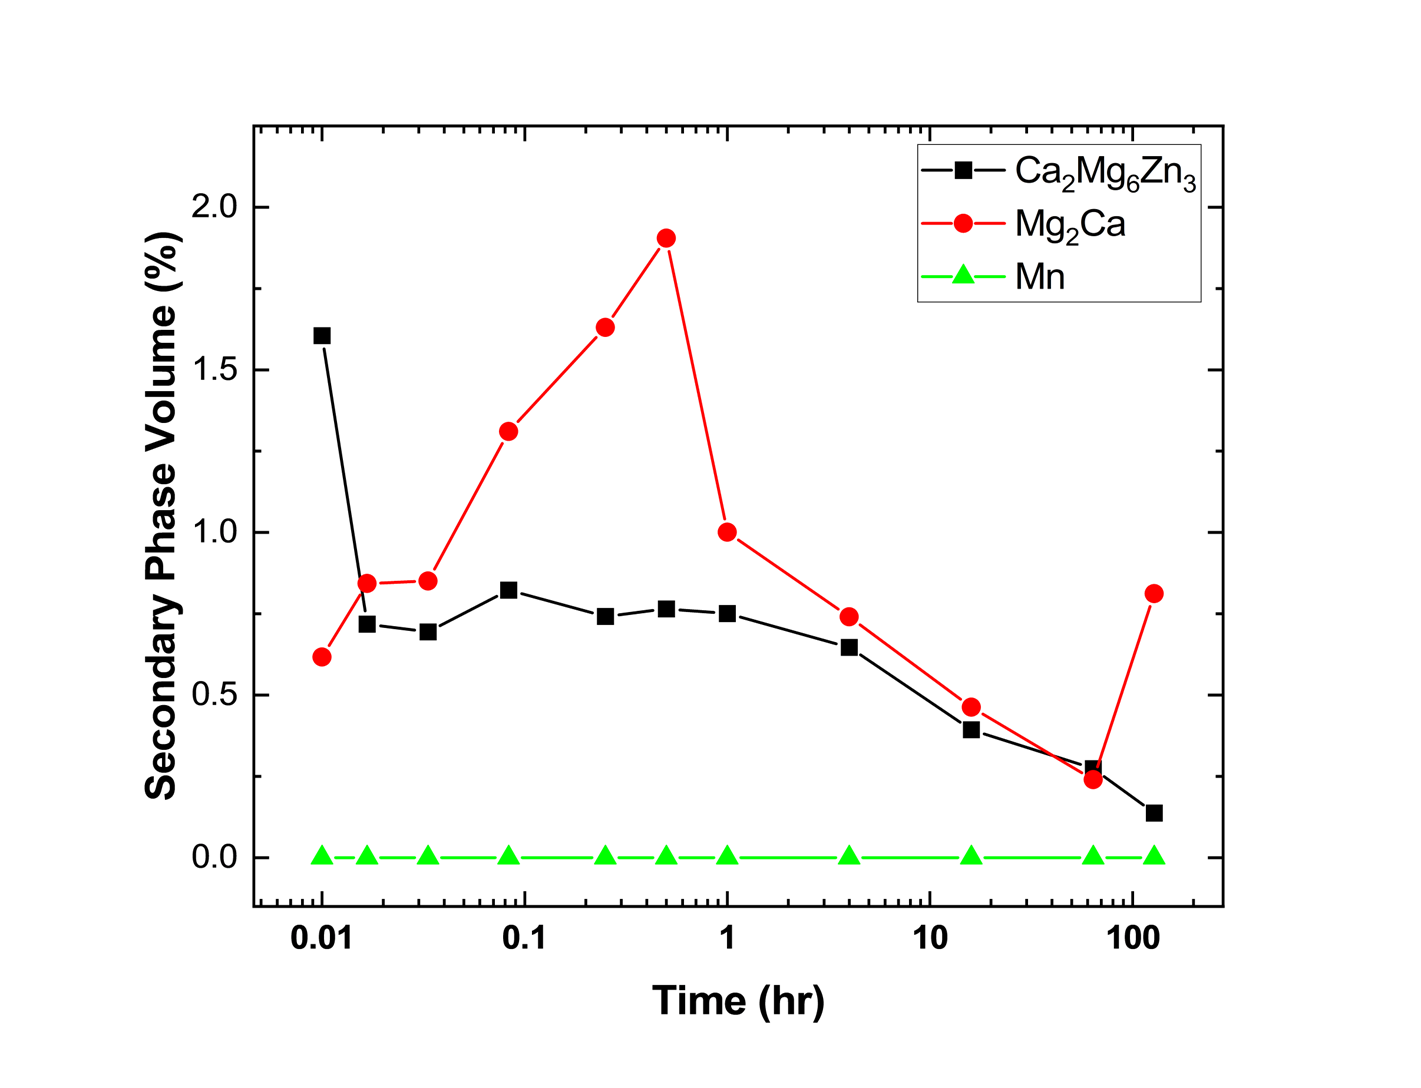 Ca₂Mg₆Zn₃
Mg₂Ca
Mn
Secondary Phase Volume (%)
2.0
1.5
1.0
0.5
0.0
0.01 0.1 1 10 100
Time (hr)